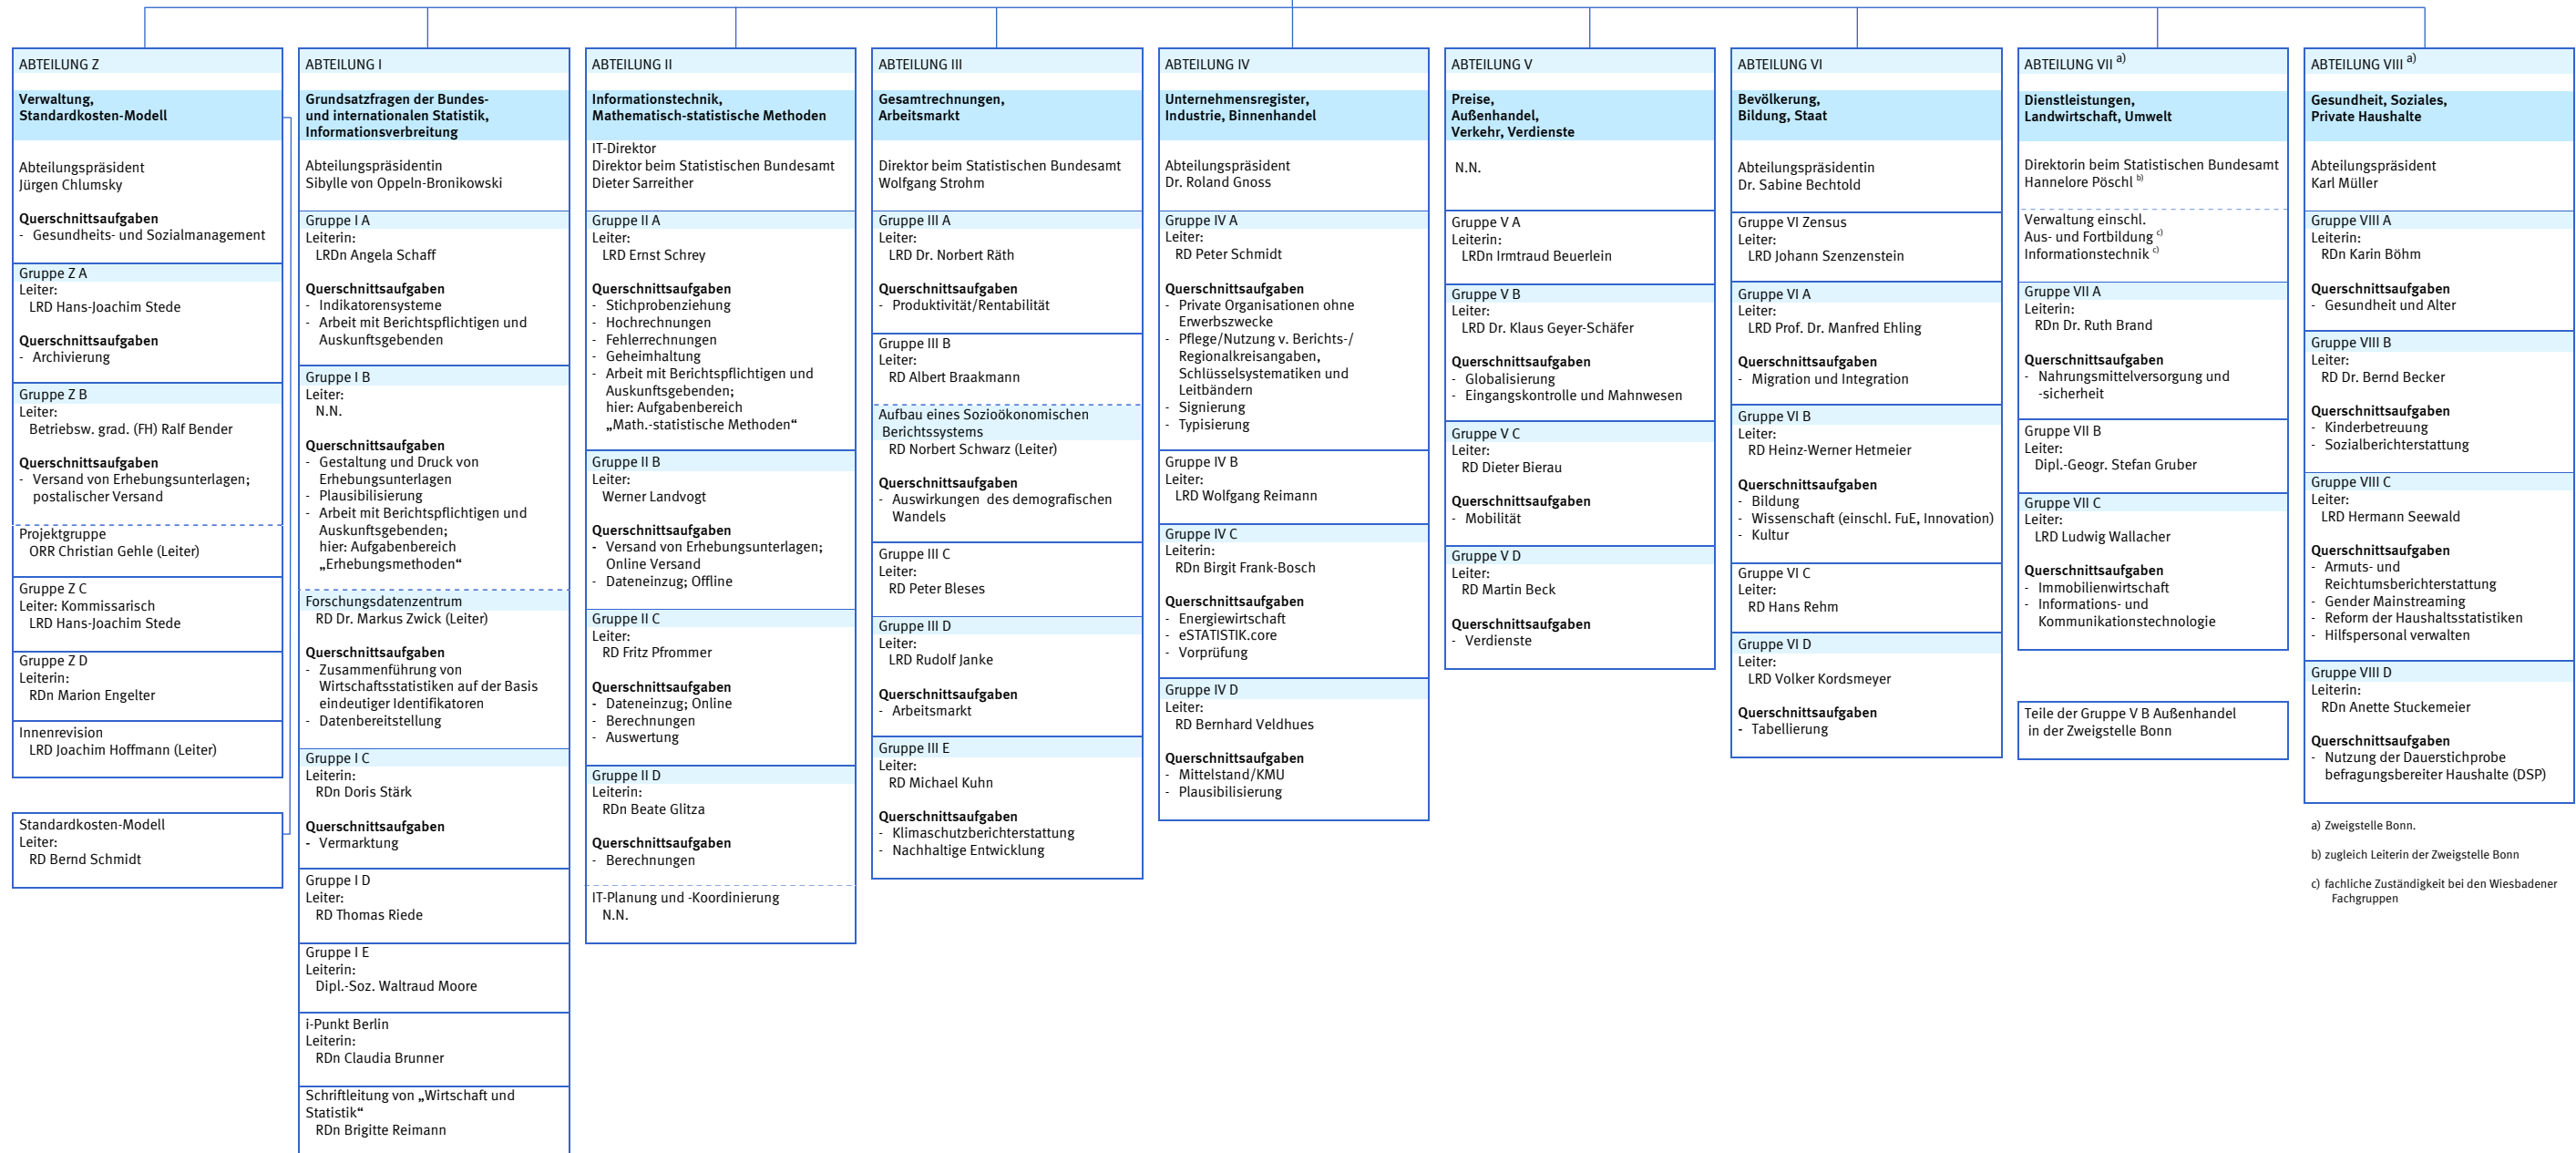 ABTEILUNG Z
Verwaltung,
Standardkosten-Modell
Abteilungspräsident
Jürgen Chlumsky
Querschnittsaufgaben
- Gesundheits- und Sozialmanagement
Gruppe Z A
Leiter:
LRD Hans-Joachim Stede
Querschnittsaufgaben
- Archivierung
Gruppe Z B
Leiter:
Betriebsw. grad. (FH) Ralf Bender
Querschnittsaufgaben
- Versand von Erhebungsunterlagen;
postalischer Versand
Projektgruppe
ORR Christian Gehle (Leiter)
Gruppe Z C
Leiter: Kommissarisch
LRD Hans-Joachim Stede
Gruppe Z D
Leiterin:
RDn Marion Engelter
Innenrevision
LRD Joachim Hoffmann (Leiter)
Standardkosten-Modell
Leiter:
RD Bernd Schmidt
ABTEILUNG I
Grundsatzfragen der Bundes-
und internationalen Statistik,
Informationsverbreitung
Abteilungspräsidentin
Sibylle von Oppeln-Bronikowski
Gruppe I A
Leiterin:
LRDn Angela Schaff
Querschnittsaufgaben
- Indikatorensysteme
- Arbeit mit Berichtspflichtigen und
Auskunftsgebenden
Gruppe I B
Leiter:
N.N.
Querschnittsaufgaben
- Gestaltung und Druck von
Erhebungsunterlagen
- Plausibilisierung
- Arbeit mit Berichtspflichtigen und
Auskunftsgebenden;
hier: Aufgabenbereich
„Erhebungsmethoden“
Forschungsdatenzentrum
RD Dr. Markus Zwick (Leiter)
Querschnittsaufgaben
- Zusammenführung von
Wirtschaftsstatistiken auf der Basis
eindeutiger Identifikatoren
- Datenbereitstellung
Gruppe I C
Leiterin:
RDn Doris Stärk
Querschnittsaufgaben
- Vermarktung
Gruppe I D
Leiter:
RD Thomas Riede
Gruppe I E
Leiterin:
Dipl.-Soz. Waltraud Moore
i-Punkt Berlin
Leiterin:
RDn Claudia Brunner
Schriftleitung von „Wirtschaft und
Statistik“
RDn Brigitte Reimann
ABTEILUNG II
Informationstechnik,
Mathematisch-statistische Methoden
IT-Direktor
Direktor beim Statistischen Bundesamt
Dieter Sarreither
Gruppe II A
Leiter:
LRD Ernst Schrey
Querschnittsaufgaben
- Stichprobenziehung
- Hochrechnungen
- Fehlerrechnungen
- Geheimhaltung
- Arbeit mit Berichtspflichtigen und
Auskunftsgebenden;
hier: Aufgabenbereich
„Math.-statistische Methoden“
Gruppe II B
Leiter:
Werner Landvogt
Querschnittsaufgaben
- Versand von Erhebungsunterlagen;
Online Versand
- Dateneinzug; Offline
Gruppe II C
Leiter:
RD Fritz Pfrommer
Querschnittsaufgaben
- Dateneinzug; Online
- Berechnungen
- Auswertung
Gruppe II D
Leiterin:
RDn Beate Glitza
Querschnittsaufgaben
- Berechnungen
IT-Planung und -Koordinierung
N.N.
ABTEILUNG III
Gesamtrechnungen,
Arbeitsmarkt
Direktor beim Statistischen Bundesamt
Wolfgang Strohm
Gruppe III A
Leiter:
LRD Dr. Norbert Räth
Querschnittsaufgaben
- Produktivität/Rentabilität
Gruppe III B
Leiter:
RD Albert Braakmann
Aufbau eines Sozioökonomischen
Berichtssystems
RD Norbert Schwarz (Leiter)
Querschnittsaufgaben
- Auswirkungen des demografischen
Wandels
Gruppe III C
Leiter:
RD Peter Bleses
Gruppe III D
Leiter:
LRD Rudolf Janke
Querschnittsaufgaben
- Arbeitsmarkt
Gruppe III E
Leiter:
RD Michael Kuhn
Querschnittsaufgaben
- Klimaschutzberichterstattung
- Nachhaltige Entwicklung
ABTEILUNG IV
Unternehmensregister,
Industrie, Binnenhandel
Abteilungspräsident
Dr. Roland Gnoss
Gruppe IV A
Leiter:
RD Peter Schmidt
Querschnittsaufgaben
- Private Organisationen ohne
Erwerbszwecke
- Pflege/Nutzung v. Berichts-/
Regionalkreisangaben,
Schlüsselsystematiken und
Leitbändern
- Signierung
- Typisierung
Gruppe IV B
Leiter:
LRD Wolfgang Reimann
Gruppe IV C
Leiterin:
RDn Birgit Frank-Bosch
Querschnittsaufgaben
- Energiewirtschaft
- eSTATISTIK.core
- Vorprüfung
Gruppe IV D
Leiter:
RD Bernhard Veldhues
Querschnittsaufgaben
- Mittelstand/KMU
- Plausibilisierung
ABTEILUNG V
Preise,
Außenhandel,
Verkehr, Verdienste
N.N.
Gruppe V A
Leiterin:
LRDn Irmtraud Beuerlein
Gruppe V B
Leiter:
LRD Dr. Klaus Geyer-Schäfer
Querschnittsaufgaben
- Globalisierung
- Eingangskontrolle und Mahnwesen
Gruppe V C
Leiter:
RD Dieter Bierau
Querschnittsaufgaben
- Mobilität
Gruppe V D
Leiter:
RD Martin Beck
Querschnittsaufgaben
- Verdienste
ABTEILUNG VI
Bevölkerung,
Bildung, Staat
Abteilungspräsidentin
Dr. Sabine Bechtold
Gruppe VI Zensus
Leiter:
LRD Johann Szenzenstein
Gruppe VI A
Leiter:
LRD Prof. Dr. Manfred Ehling
Querschnittsaufgaben
- Migration und Integration
Gruppe VI B
Leiter:
RD Heinz-Werner Hetmeier
Querschnittsaufgaben
- Bildung
- Wissenschaft (einschl. FuE, Innovation)
- Kultur
Gruppe VI C
Leiter:
RD Hans Rehm
Gruppe VI D
Leiter:
LRD Volker Kordsmeyer
Querschnittsaufgaben
- Tabellierung
ABTEILUNG VII a)
Dienstleistungen,
Landwirtschaft, Umwelt
Direktorin beim Statistischen Bundesamt
Hannelore Pöschl b)
Verwaltung einschl.
Aus- und Fortbildung c)
Informationstechnik c)
Gruppe VII A
Leiterin:
RDn Dr. Ruth Brand
Querschnittsaufgaben
- Nahrungsmittelversorgung und
-sicherheit
Gruppe VII B
Leiter:
Dipl.-Geogr. Stefan Gruber
Gruppe VII C
Leiter:
LRD Ludwig Wallacher
Querschnittsaufgaben
- Immobilienwirtschaft
- Informations- und
Kommunikationstechnologie
Teile der Gruppe V B Außenhandel
in der Zweigstelle Bonn
ABTEILUNG VIII a)
Gesundheit, Soziales,
Private Haushalte
Abteilungspräsident
Karl Müller
Gruppe VIII A
Leiterin:
RDn Karin Böhm
Querschnittsaufgaben
- Gesundheit und Alter
Gruppe VIII B
Leiter:
RD Dr. Bernd Becker
Querschnittsaufgaben
- Kinderbetreuung
- Sozialberichterstattung
Gruppe VIII C
Leiter:
LRD Hermann Seewald
Querschnittsaufgaben
- Armuts- und
Reichtumsberichterstattung
- Gender Mainstreaming
- Reform der Haushaltsstatistiken
- Hilfspersonal verwalten
Gruppe VIII D
Leiterin:
RDn Anette Stuckemeier
Querschnittsaufgaben
- Nutzung der Dauerstichprobe
befragungsbereiter Haushalte (DSP)
a) Zweigstelle Bonn.
b) zugleich Leiterin der Zweigstelle Bonn
c) fachliche Zuständigkeit bei den Wiesbadener
Fachgruppen